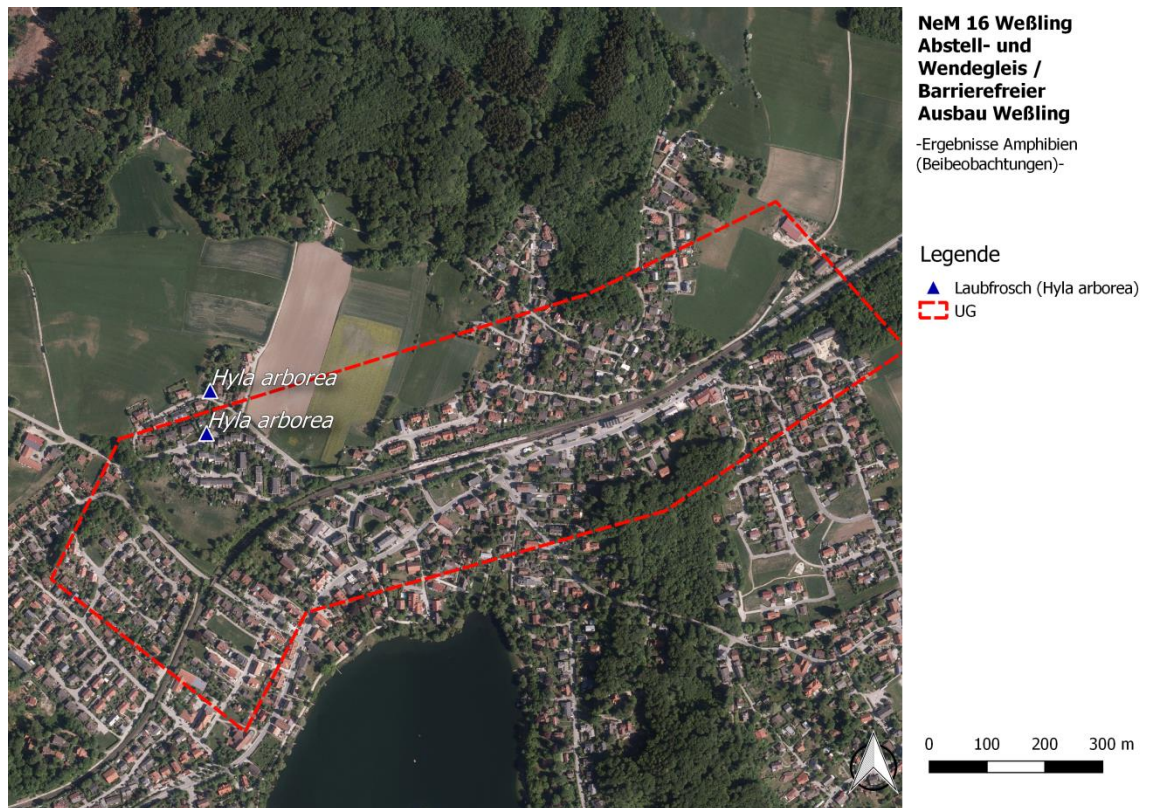 NeM 16 Weßling
Abstell- und
Wendegleis /
Barrierefreier
Ausbau Weßling
-Ergebnisse Amphibien
(Beibeobachtungen)-
Legende
Laubfrosch (Hyla arborea)
UG
Hyla arborea
Hyla arborea
0 100 200 300 m